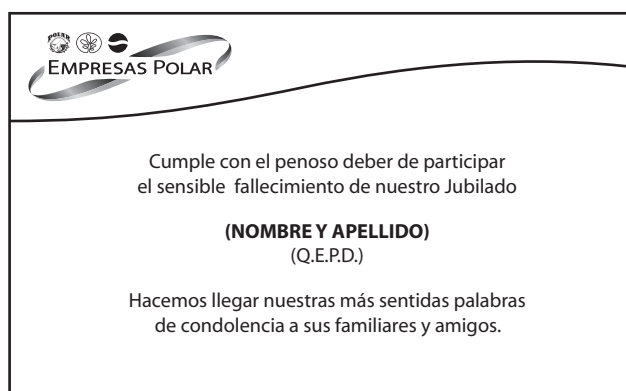 POLAR
EMPRESAS POLAR
Cumple con el penoso deber de participar
el sensible fallecimiento de nuestro Jubilado
(NOMBRE Y APELLIDO)
(Q.E.P.D.)
Hacemos llegar nuestras más sentidas palabras
de condolencia a sus familiares y amigos.